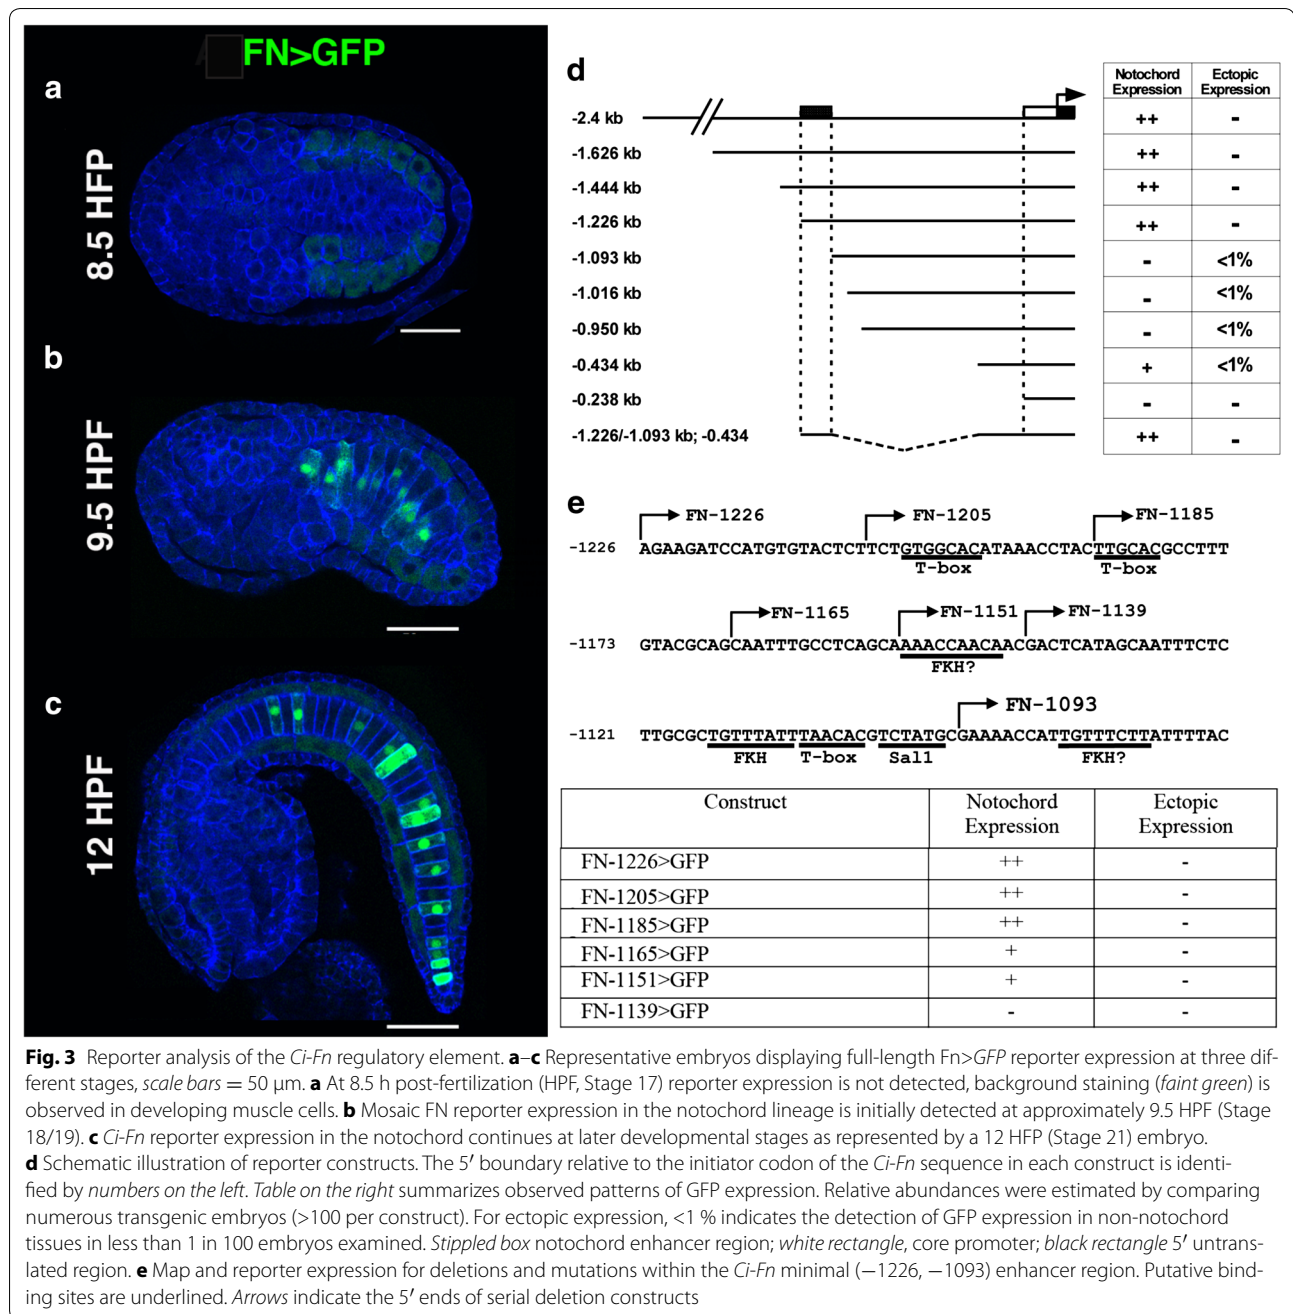 FN>GFP
a
8.5 HFP
b
9.5 HPF
c
12 HPF
d
Notochord Expression
Ectopic Expression
-2.4 kb ++ -
-1.626 kb ++ -
-1.444 kb ++ -
-1.226 kb ++ -
-1.093 kb - <1%
-1.016 kb - <1%
-0.950 kb - <1%
-0.434 kb + <1%
-0.238 kb - -
-1.226/-1.093 kb; -0.434 ++ -
e
FN-1226 FN-1205 FN-1185
-1226 AGAAGATCCATGTGTACTCTTCTGTGGCACATAAACCTACTTGCACGCCTTT
T-box T-box
FN-1165 FN-1151 FN-1139
-1173 GTACGCAGCAATTTGCCTCAGCAAAACCAACAACGACTCATAGCAATTTCTC
FKH?
FN-1093
-1121 TTGCGCTGTTTATTTAACACGTCTATGCGAAAACCATTGTTTCTTATTTTAC
FKH T-box Sal1 FKH?
Construct Notochord Expression Ectopic Expression
FN-1226>GFP ++ -
FN-1205>GFP ++ -
FN-1185>GFP ++ -
FN-1165>GFP + -
FN-1151>GFP + -
FN-1139>GFP - -
Fig. 3 Reporter analysis of the Ci-Fn regulatory element. a–c Representative embryos displaying full-length Fn>GFP reporter expression at three dif-
ferent stages, scale bars = 50 μm. a At 8.5 h post-fertilization (HPF, Stage 17) reporter expression is not detected, background staining (faint green) is
observed in developing muscle cells. b Mosaic FN reporter expression in the notochord lineage is initially detected at approximately 9.5 HPF (Stage
18/19). c Ci-Fn reporter expression in the notochord continues at later developmental stages as represented by a 12 HFP (Stage 21) embryo.
d Schematic illustration of reporter constructs. The 5′ boundary relative to the initiator codon of the Ci-Fn sequence in each construct is identi-
fied by numbers on the left. Table on the right summarizes observed patterns of GFP expression. Relative abundances were estimated by comparing
numerous transgenic embryos (>100 per construct). For ectopic expression, <1 % indicates the detection of GFP expression in non-notochord
tissues in less than 1 in 100 embryos examined. Stippled box notochord enhancer region; white rectangle, core promoter; black rectangle 5′ untrans-
lated region. e Map and reporter expression for deletions and mutations within the Ci-Fn minimal (−1226, −1093) enhancer region. Putative bind-
ing sites are underlined. Arrows indicate the 5′ ends of serial deletion constructs